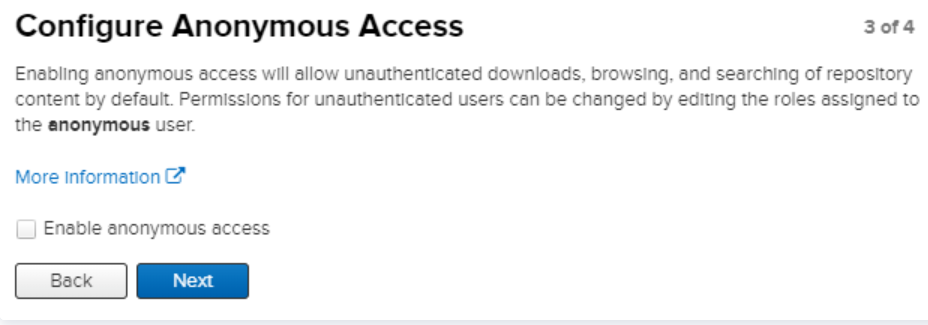 Configure Anonymous Access
3 of 4
Enabling anonymous access will allow unauthenticated downloads, browsing, and searching of repository
content by default. Permissions for unauthenticated users can be changed by editing the roles assigned to
the anonymous user.
More information
Enable anonymous access
Back
Next